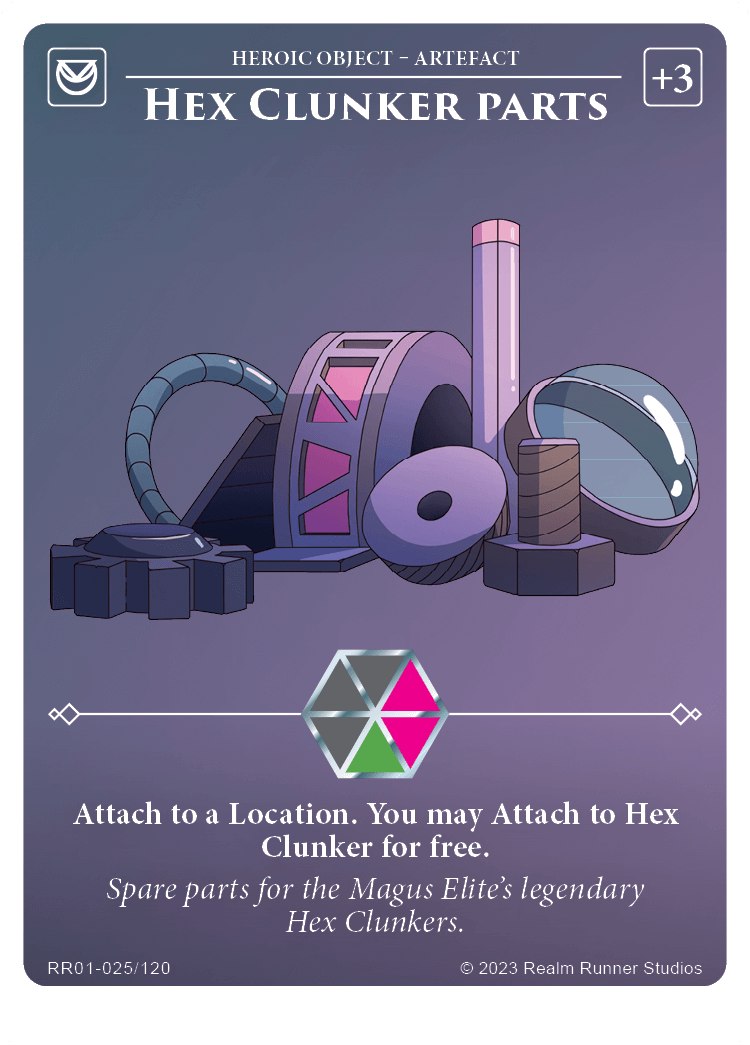 HEROIC OBJECT – ARTEFACT
+3
HEX CLUNKER PARTS
Attach to a Location. You may Attach to Hex
Clunker for free.
Spare parts for the Magus Elite’s legendary
Hex Clunkers.
RR01-025/120
© 2023 Realm Runner Studios